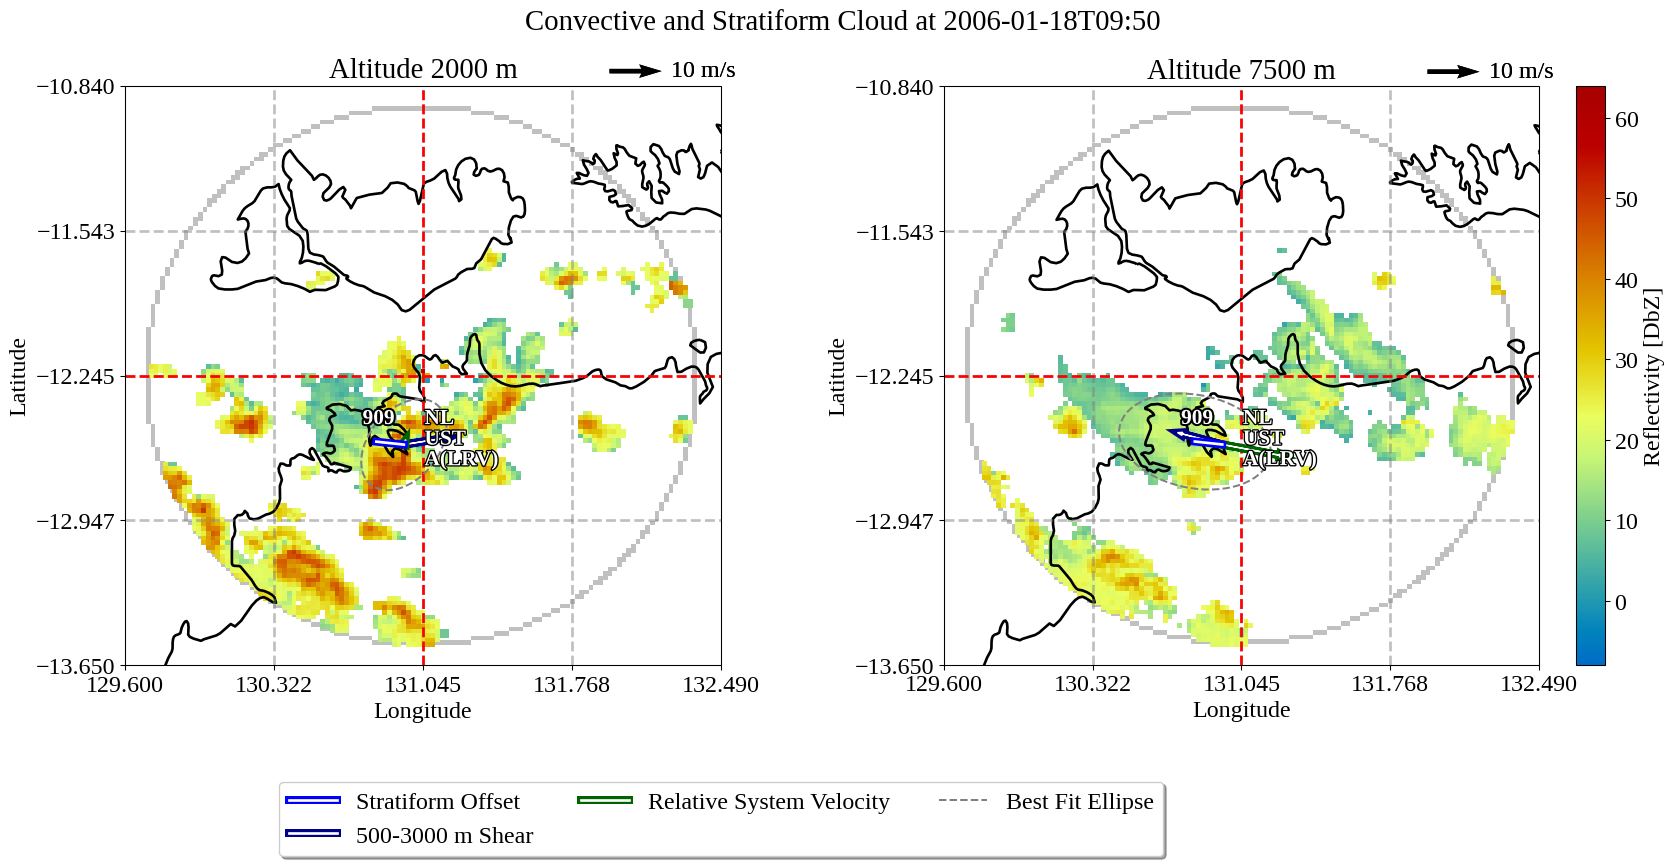 Convective and Stratiform Cloud at 2006-01-18T09:50
Altitude 2000 m
10 m/s
Altitude 7500 m
10 m/s
−10.840
−11.543
−12.245
−12.947
−13.650
Latitude
129.600
130.322
131.045
131.768
132.490
Longitude
909
NL
UST
A(LRV)
−10.840
−11.543
−12.245
−12.947
−13.650
Latitude
129.600
130.322
131.045
131.768
132.490
Longitude
909
NL
UST
A(LRV)
60
50
40
30
20
10
0
Reflectivity [DbZ]
Stratiform Offset
500-3000 m Shear
Relative System Velocity
Best Fit Ellipse